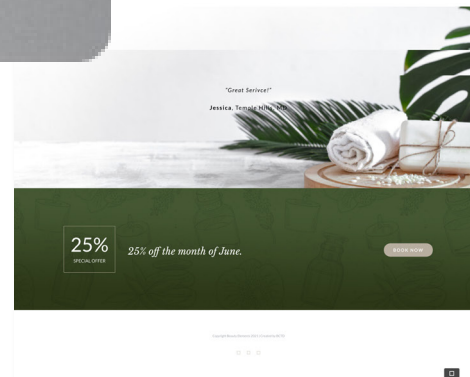 "Great Serivce!"
Jessica, Temple Hills, MD
25%
SPECIAL OFFER
25% off the month of June.
BOOK NOW